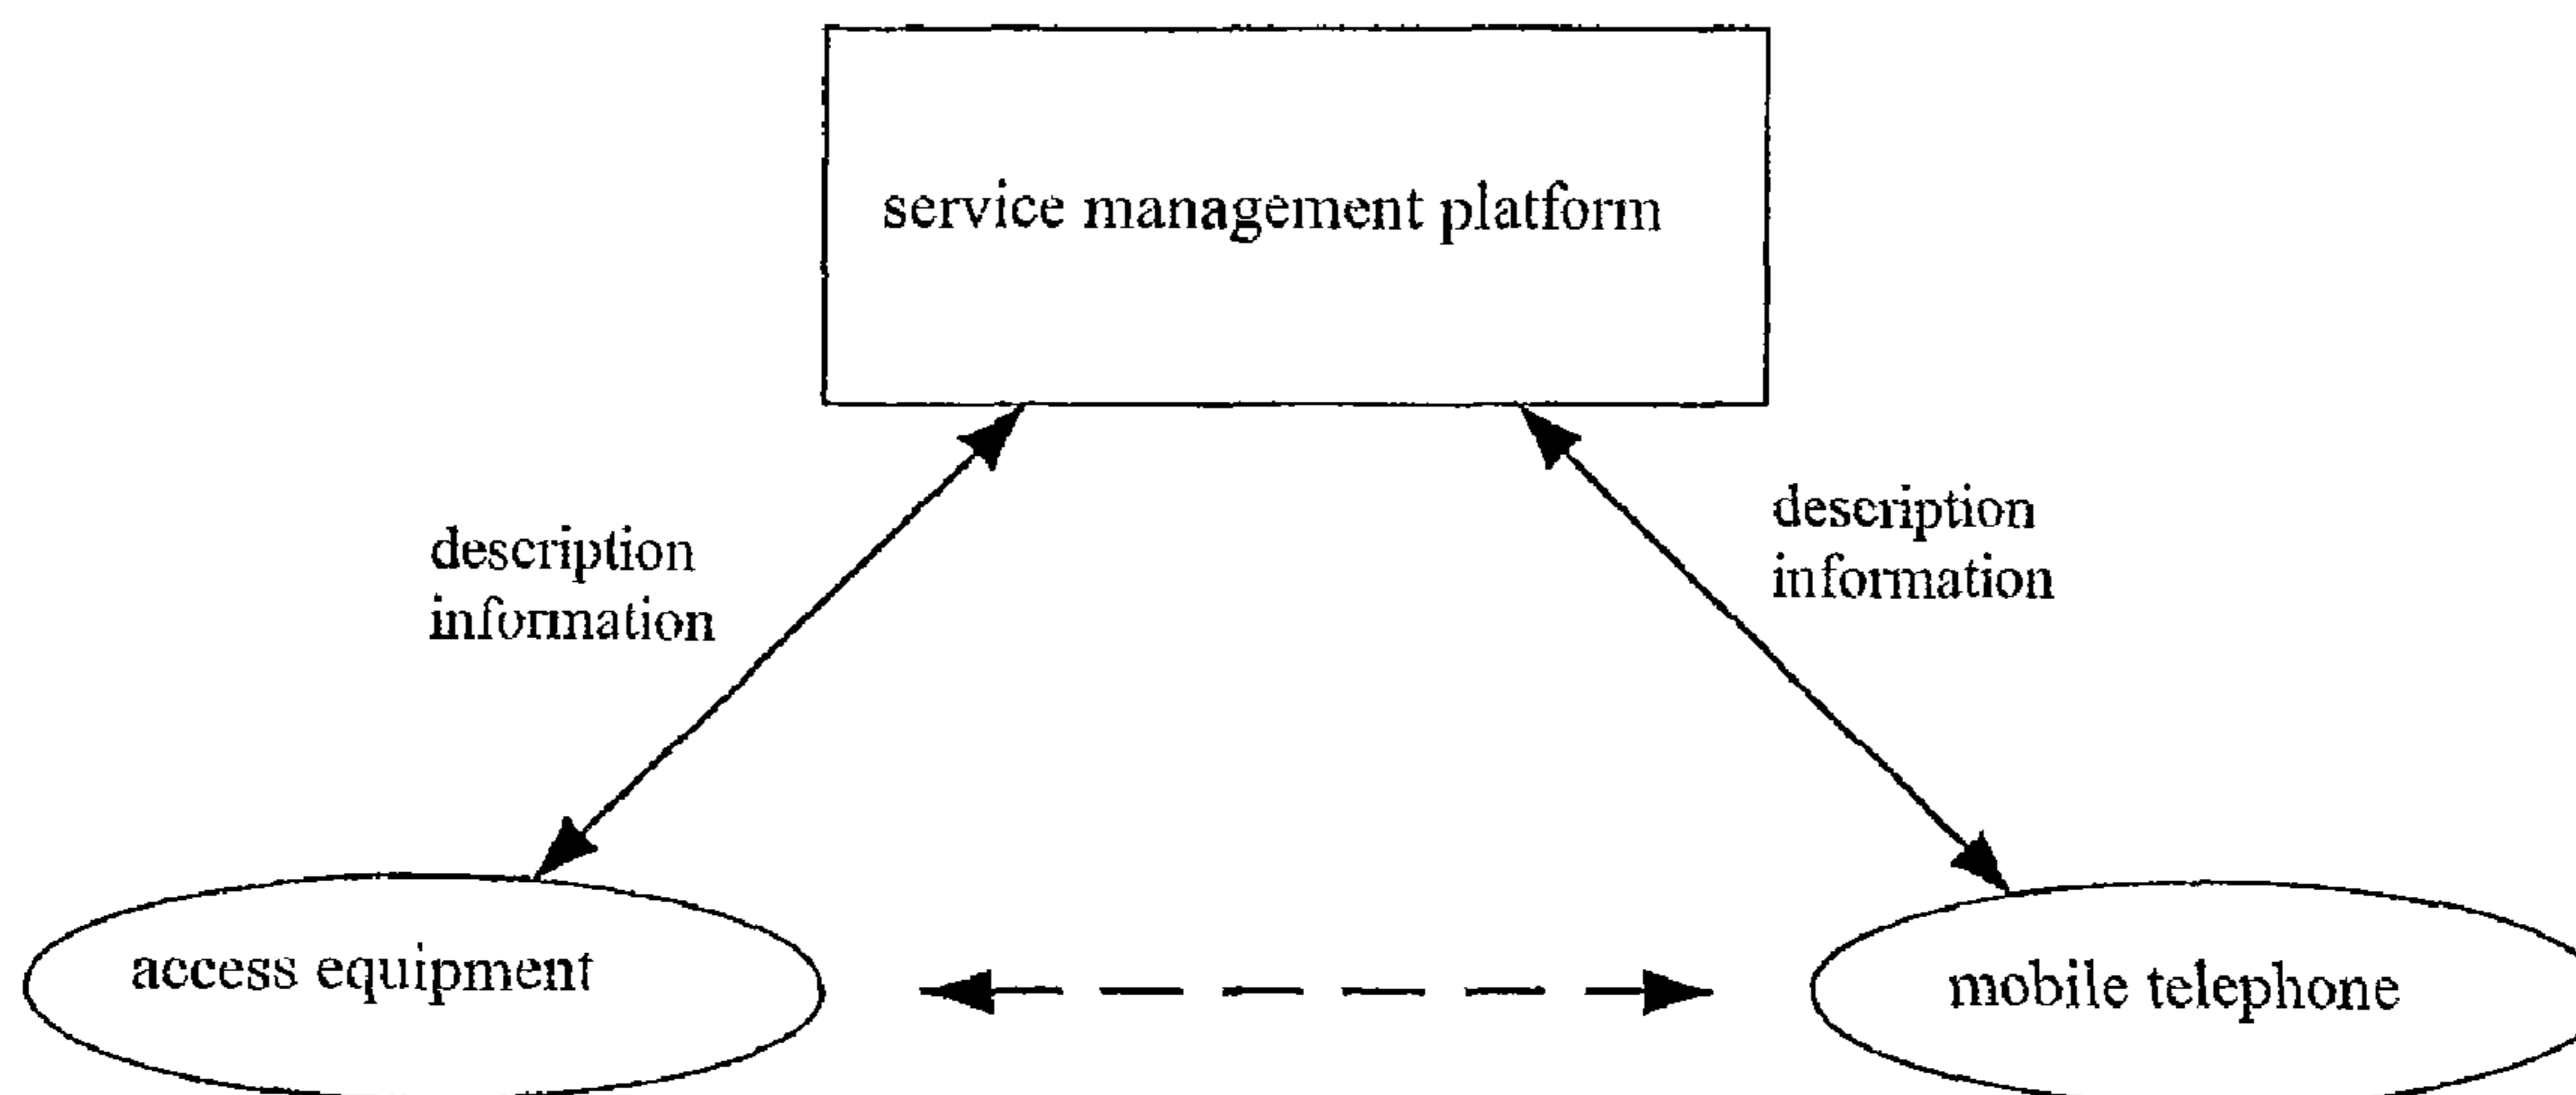 service management platform
description
information
description
information
access equipment
mobile telephone